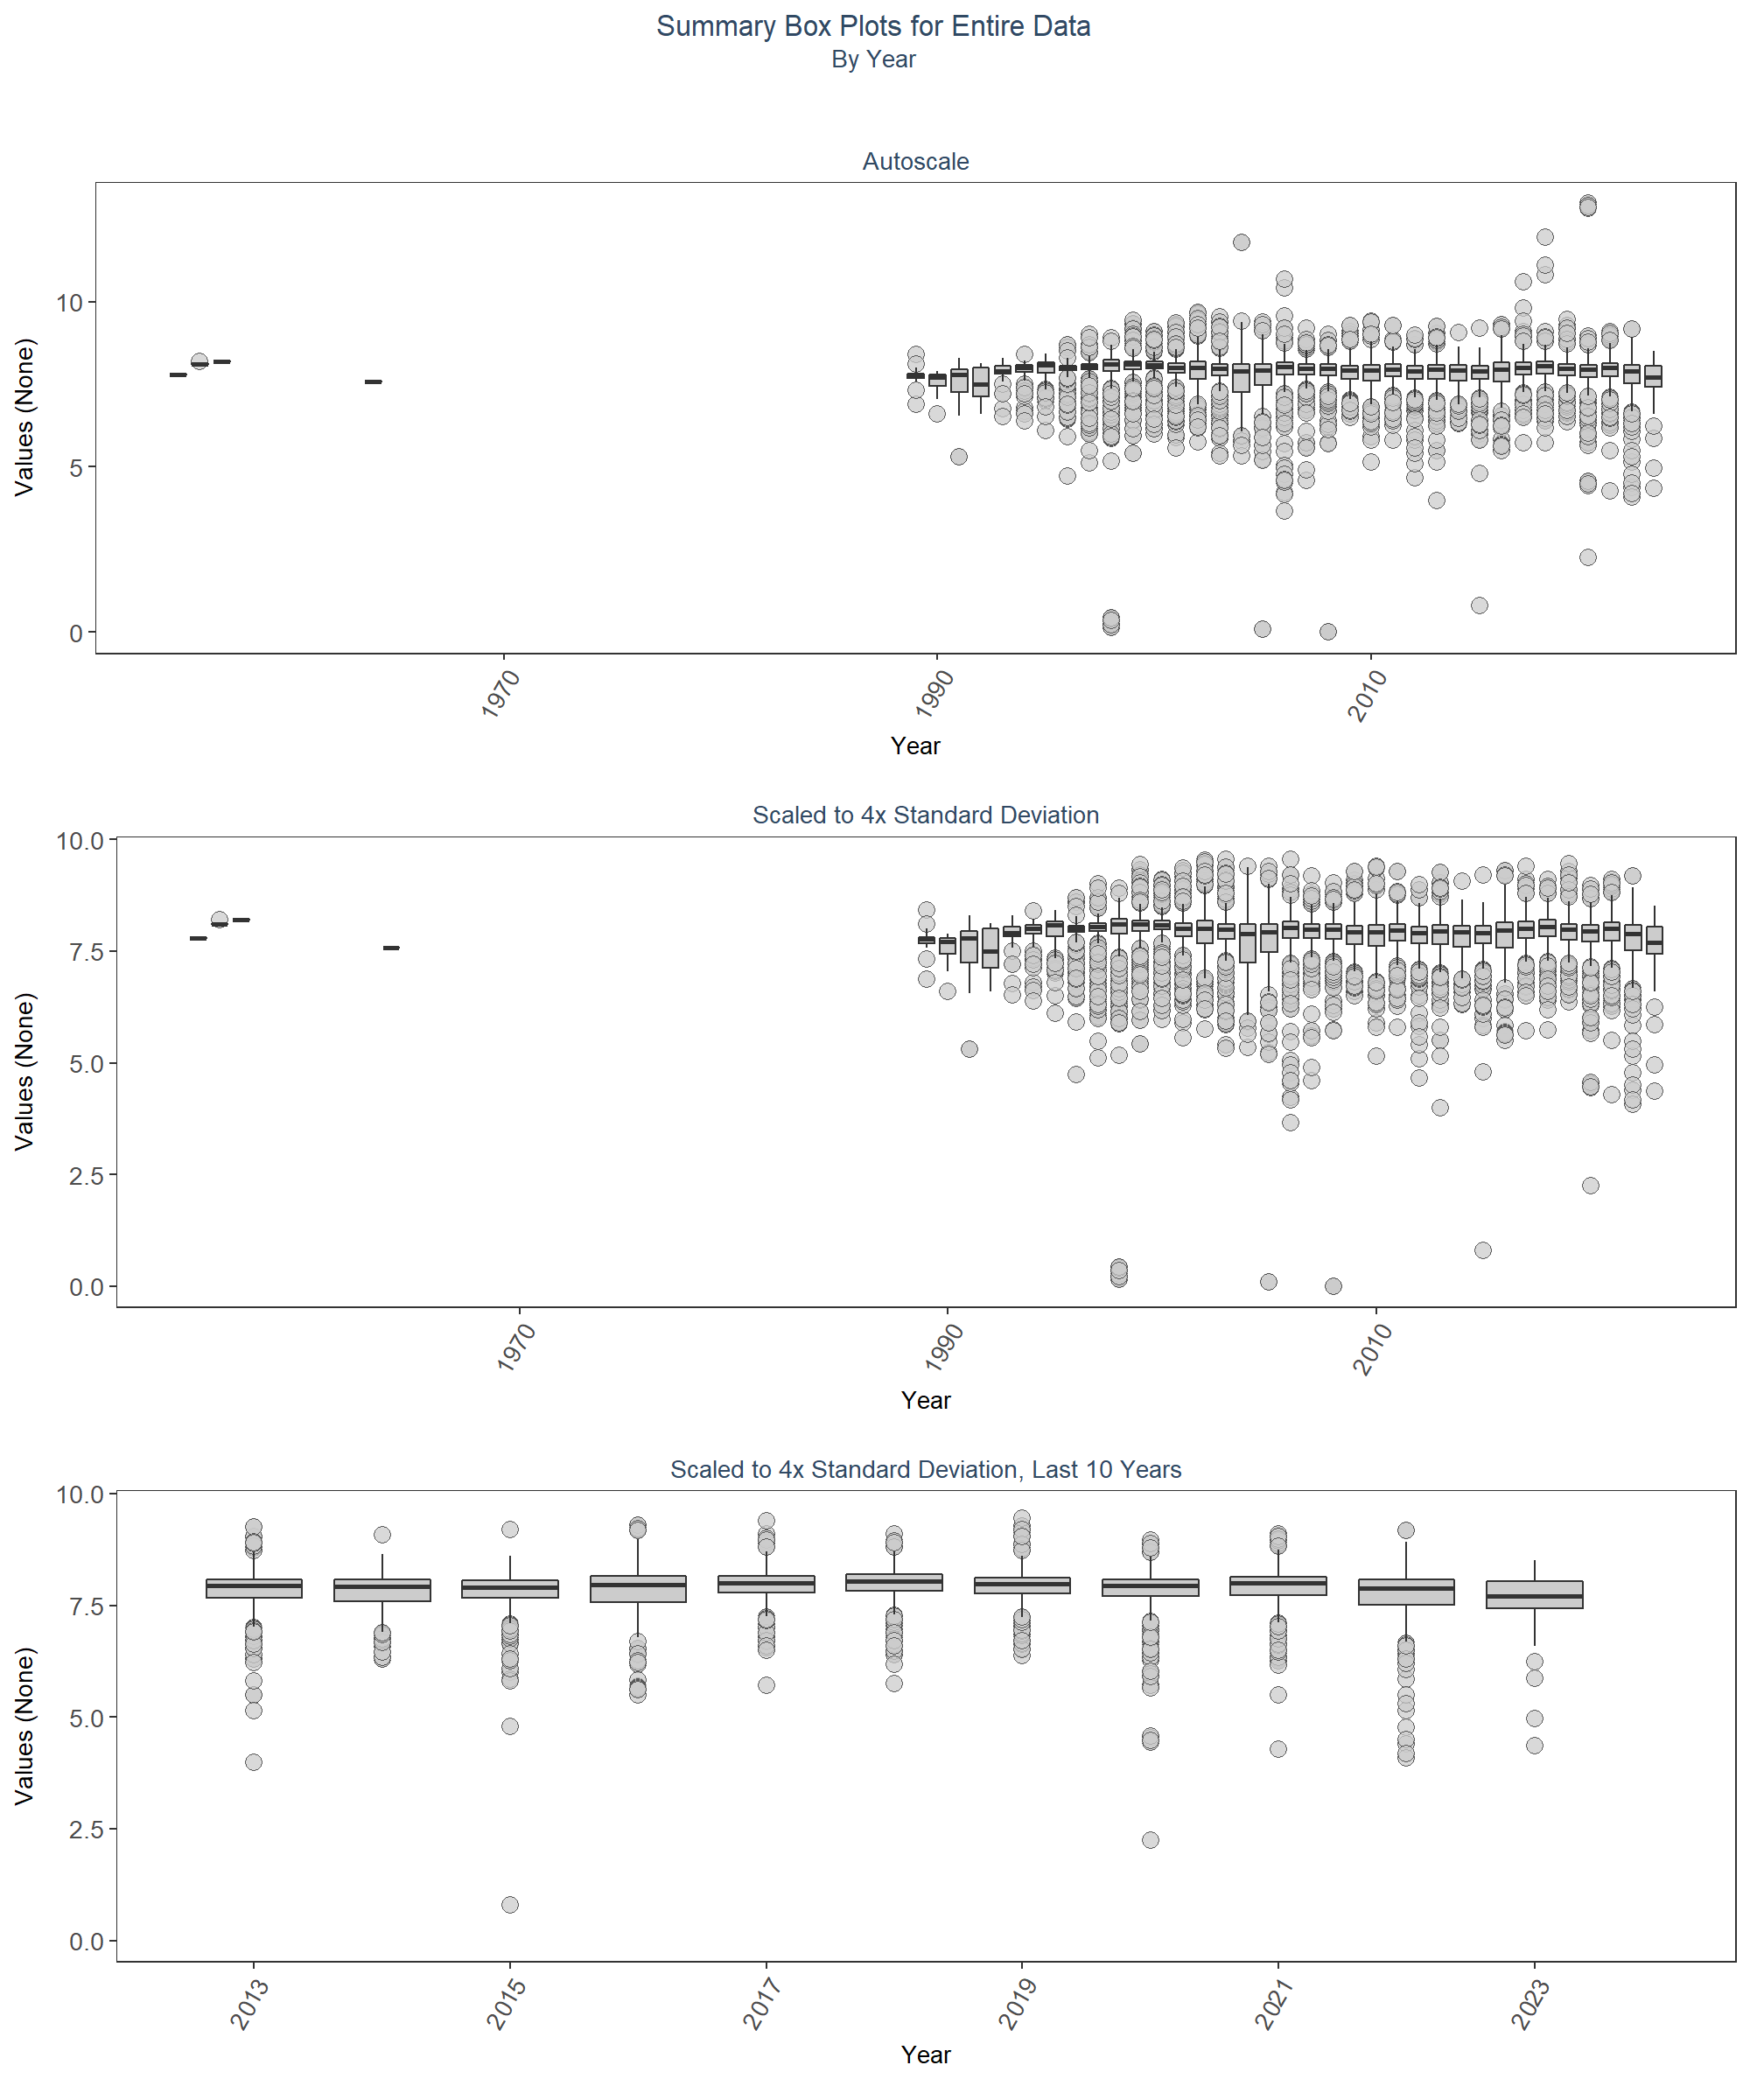 Summary Box Plots for Entire Data
By Year
Autoscale
Values (None)
10
5
0
1970
1990
2010
Year
Scaled to 4x Standard Deviation
Values (None)
10.0
7.5
5.0
2.5
0.0
1970
1990
2010
Year
Scaled to 4x Standard Deviation, Last 10 Years
Values (None)
10.0
7.5
5.0
2.5
0.0
2013
2015
2017
2019
2021
2023
Year